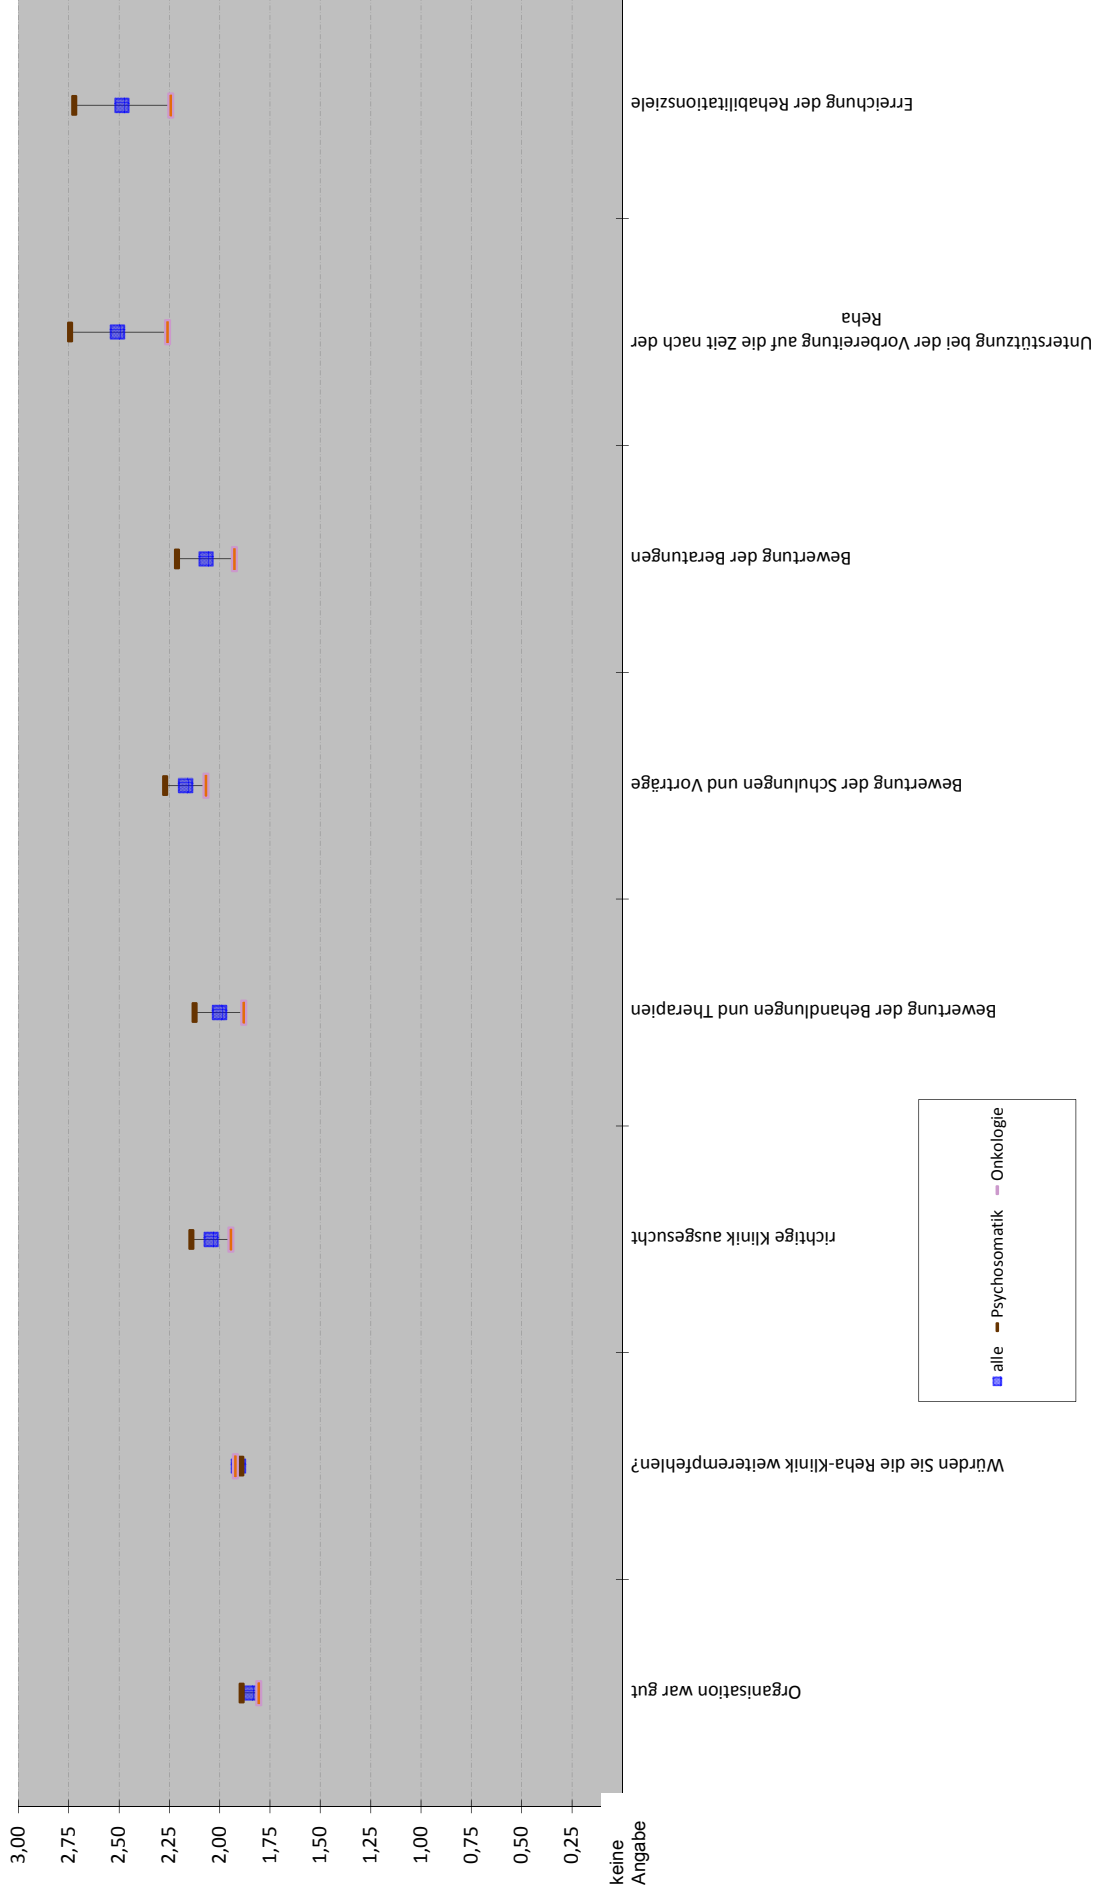 3,00
2,75
2,50
2,25
2,00
1,75
1,50
1,25
1,00
0,75
0,50
0,25
keine
Angabe
Organisation war gut
Würden Sie die Reha-Klinik weiterempfehlen?
richtige Klinik ausgesucht
Bewertung der Behandlungen und Therapien
Bewertung der Schulungen und Vorträge
Bewertung der Beratungen
Unterstützung bei der Vorbereitung auf die Zeit nach der
Reha
Erreichung der Rehabilitationsziele
alle Psychosomatik Onkologie